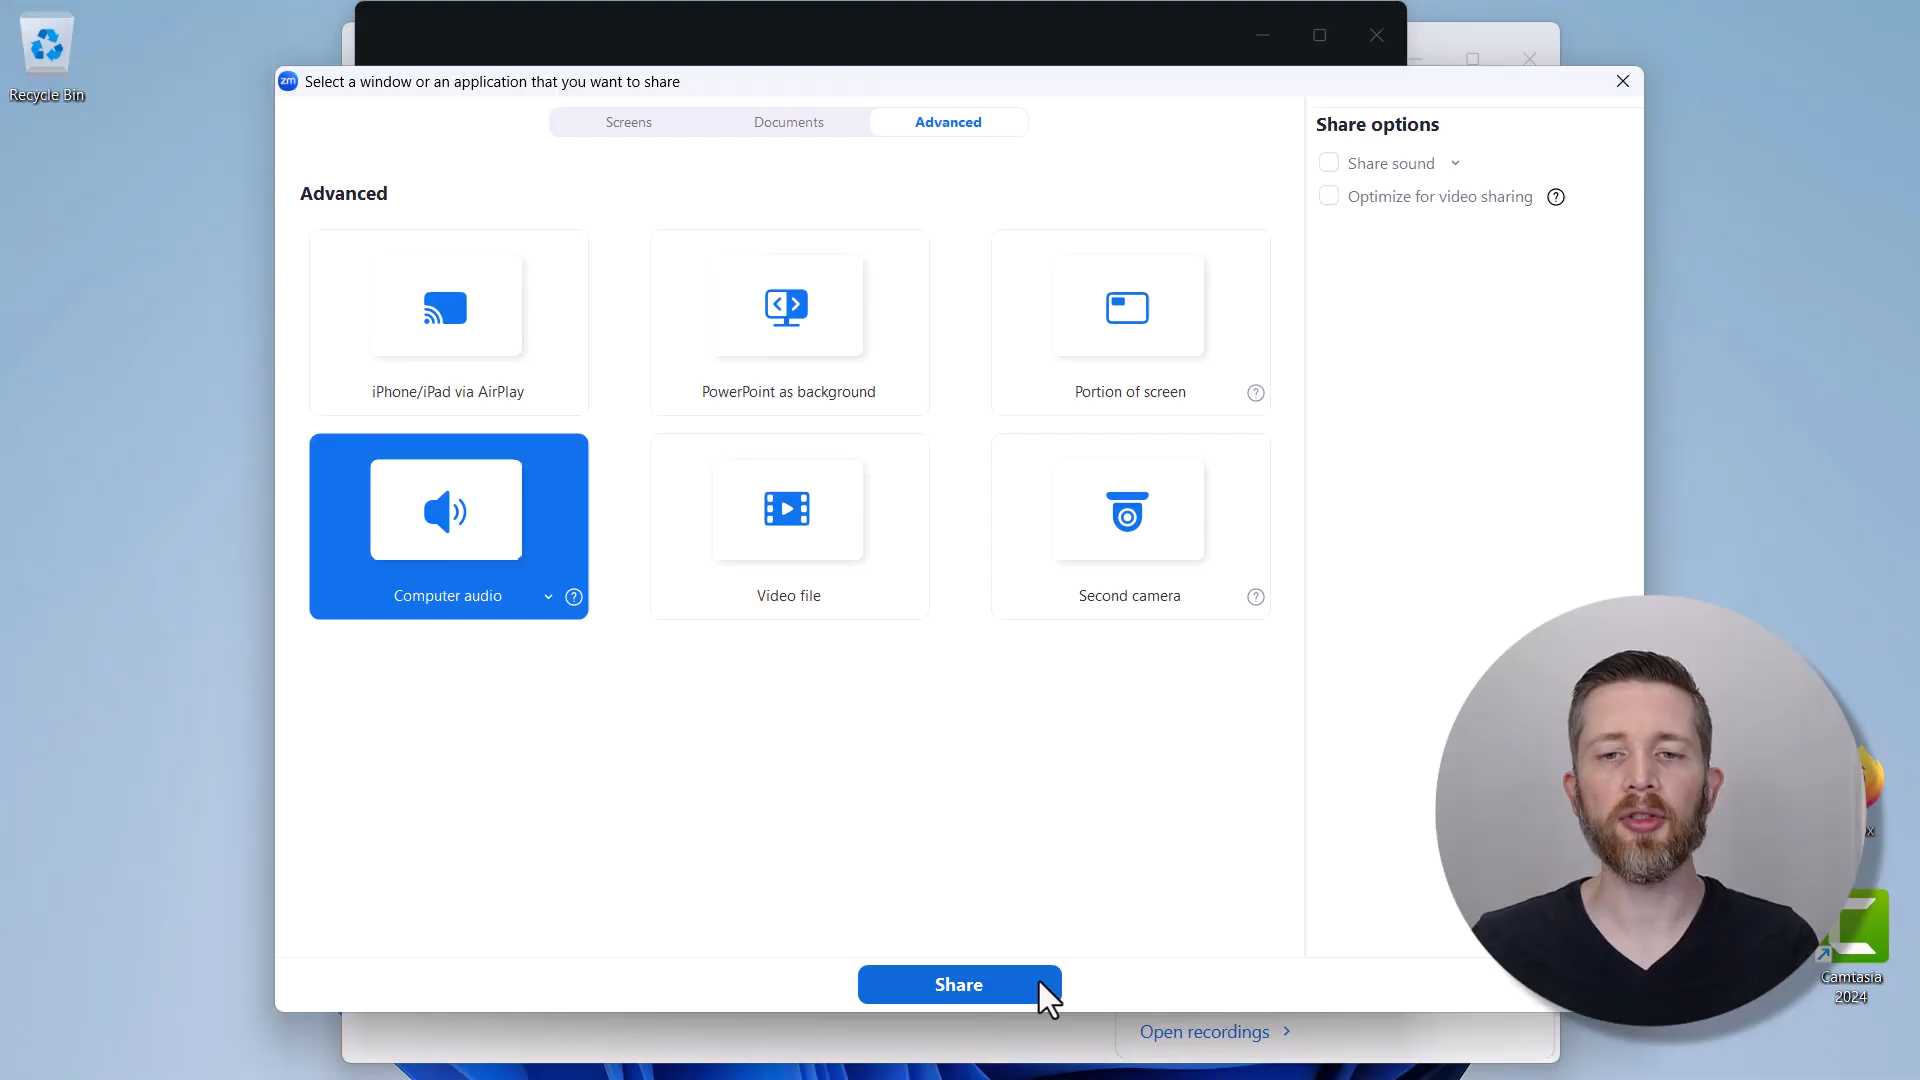 Recycle Bin
zm
Select a window or an application that you want to share
Screens
Documents
Advanced
Share options
Share sound
Optimize for video sharing
?
Advanced
iPhone/iPad via AirPlay
PowerPoint as background
Portion of screen
?
Computer audio
?
Video file
Second camera
?
Share
Open recordings
x
Camtasia
2024